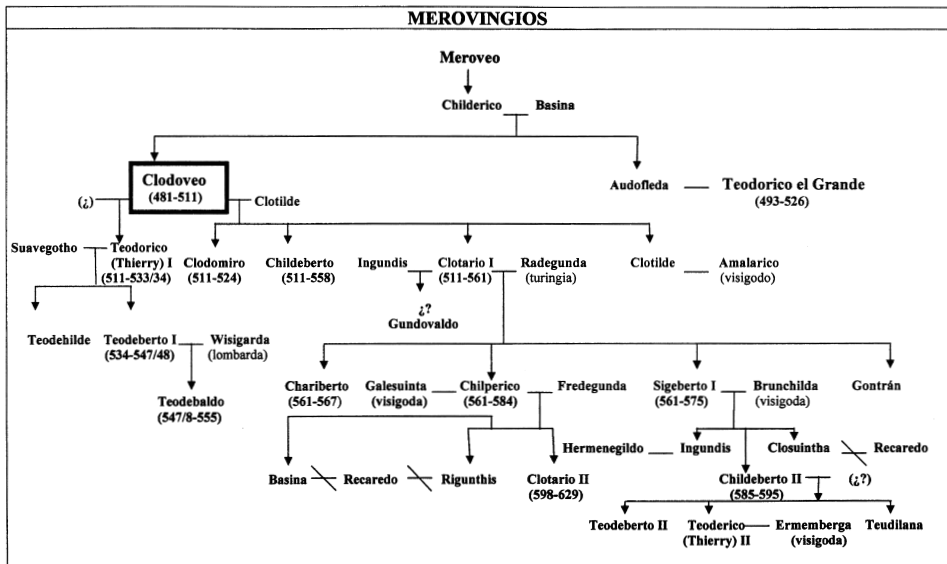 MEROVINGIOS
Meroveo
Childerico Basina
Clodoveo
(481-511)
Audofleda Teodorico el Grande
(493-526)
(¿) Clotilde
Suavegotho Teodorico
(Thierry) I
(511-533/34)
Clodomiro
(511-524)
Childeberto
(511-558)
Ingundis Clotario I
(511-561)
Radegunda
(turingia)
Clotilde Amalarico
(visigodo)
¿?
Gundovaldo
Teodehilde Teodeberto I
(534-547/48)
Wisigarda
(lombarda)
Teodebaldo
(547/8-555)
Chariberto
(561-567)
Galesuinta
(visigoda)
Chilperico
(561-584)
Fredegunda
Sigeberto I
(561-575)
Brunchilda
(visigoda)
Gontrán
Hermenegildo Ingundis Closuintha Recaredo
Basina Recaredo Rigunthis Clotario II
(598-629)
Childeberto II
(585-595)
(¿?)
Teodeberto II Teoderico
(Thierry) II
Ermemberga
(visigoda)
Teudilana